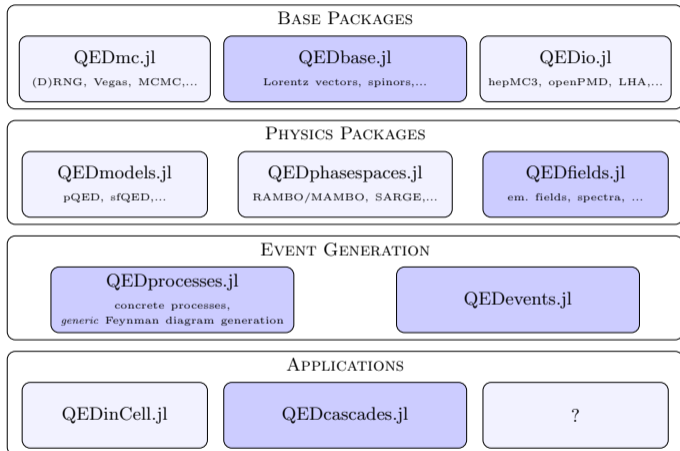 Base Packages
QEDmc.jl
(D)RNG, Vegas, MCMC,...
QEDbase.jl
Lorentz vectors, spinors,...
QEDio.jl
hepMC3, openPMD, LHA,...
Physics Packages
QEDmodels.jl
pQED, sfQED,...
QEDphasespaces.jl
RAMBO/MAMBO, SARGE,...
QEDfields.jl
em. fields, spectra, ...
Event Generation
QEDprocesses.jl
concrete processes,
generic Feynman diagram generation
QEDevents.jl
Applications
QEDinCell.jl
QEDcascades.jl
?